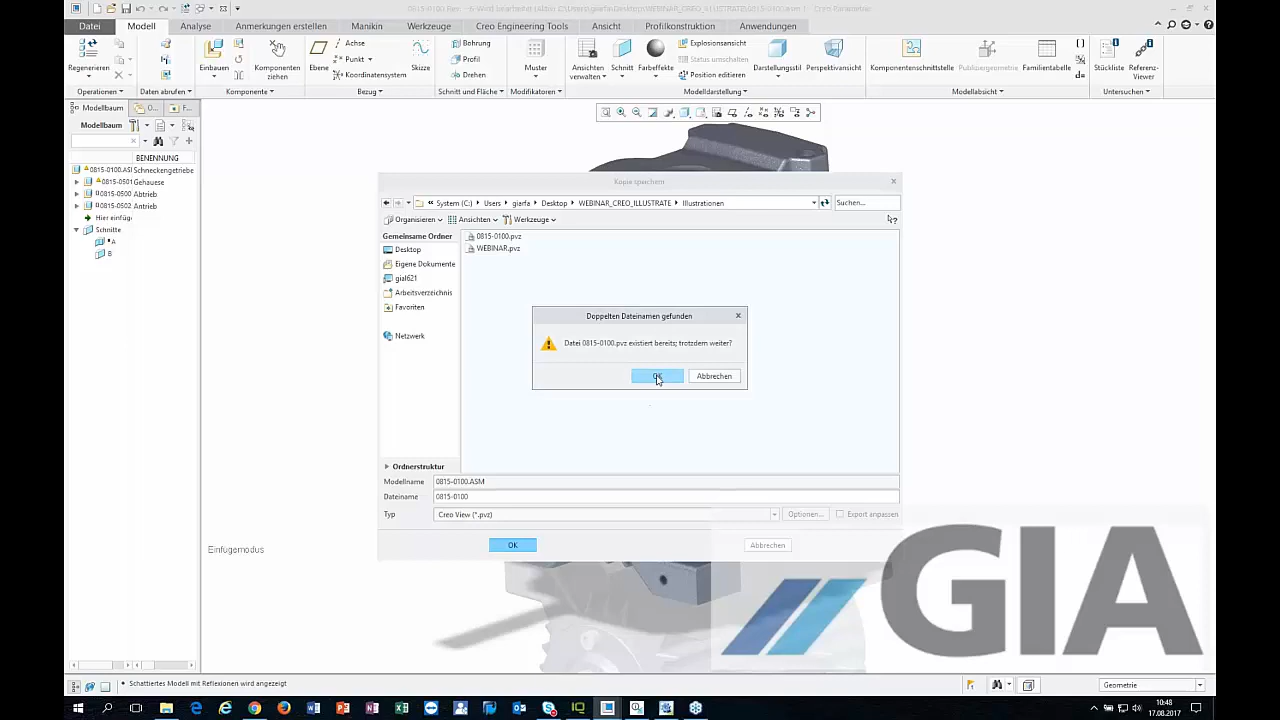 Datei Modell Analyse Anmerkungen erstellen Manikin Werkzeuge Creo Engineering Tools Ansicht Profilkonstruktion Anwendungen
Regenerieren
Einbauen
Komponenten ziehen
Ebene
Achse
Punkt
Koordinatensystem
Skizze
Bohrung
Profil
Drehen
Muster
Ansichten verwalten
Schnitt
Farbeffekte
Explosionsansicht
Status umschalten
Position editieren
Darstellungsstil
Perspektivansicht
Komponentenschnittstelle
Publiziergeometrie
Familientabelle
Stückliste
Referenz-Viewer
Operationen Daten abrufen Komponente Bezug Schnitt und Fläche Modifikatoren Modelldarstellung Modellabsicht Untersuchen
Modellbaum O... F...
Modellbaum
BENENNUNG
0815-0100.ASM Schneckengetriebe
0815-0501 Gehause
0815-0500 Abtrieb
0815-0502 Antrieb
Hier einfüg
Schnitte
A
B
Kopie speichern
System (C:) Users giarfa Desktop WEBINAR_CREO_ILLUSTRATE Illustrationen
Suchen...
Organisieren Ansichten Werkzeuge
Gemeinsame Ordner
Desktop
Eigene Dokumente
gial621
Arbeitsverzeichnis
Favoriten
Netzwerk
0815-0100.pvz
WEBINAR.pvz
Doppelten Dateinamen gefunden
Datei 0815-0100.pvz existiert bereits; trotzdem weiter?
OK Abbrechen
Ordnerstruktur
Modellname 0815-0100.ASM
Dateiname 0815-0100
Typ Creo View (*.pvz) Optionen... Export anpassen
OK Abbrechen
Einfügemodus
GIA
Schattiertes Modell mit Reflexionen wird angezeigt
Geometrie
10:48
17.08.2017